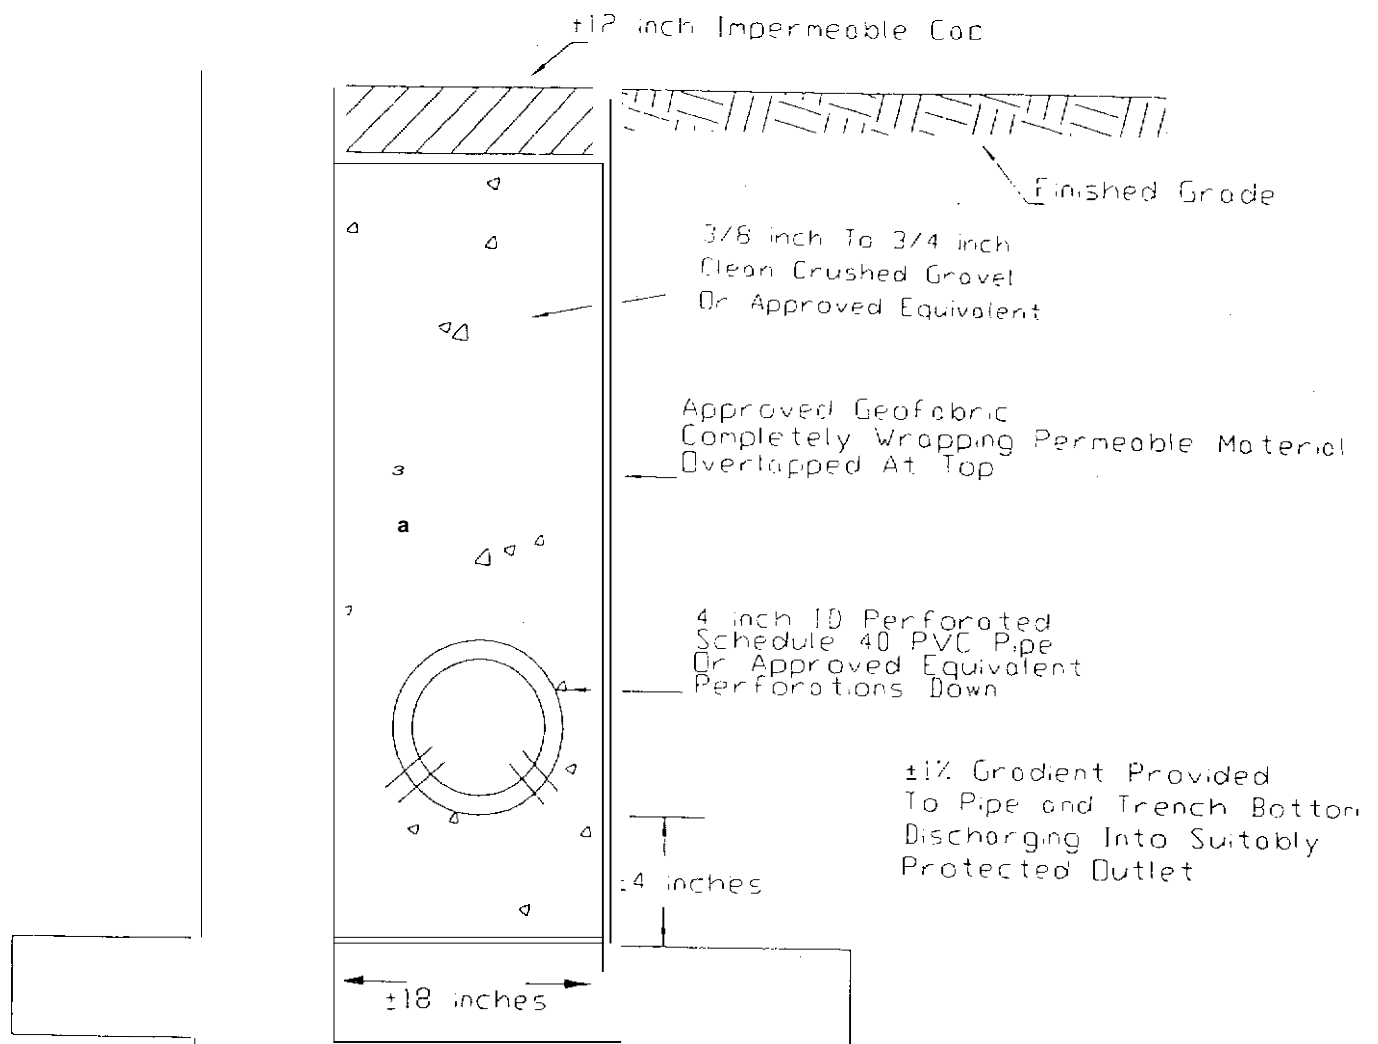 ±12 inch Impermeable Cap
Finished Grade
3/8 inch To 3/4 inch
Clean Crushed Gravel
Or Approved Equivalent
Approved Geofabric
Completely Wrapping Permeable Material
Overlapped At Top
3
a
4 inch ID Perforated
Schedule 40 PVC Pipe
Or Approved Equivalent
Perforations Down
±1% Gradient Provided
To Pipe and Trench Bottom
Discharging Into Suitably
Protected Outlet
±4 inches
±18 inches